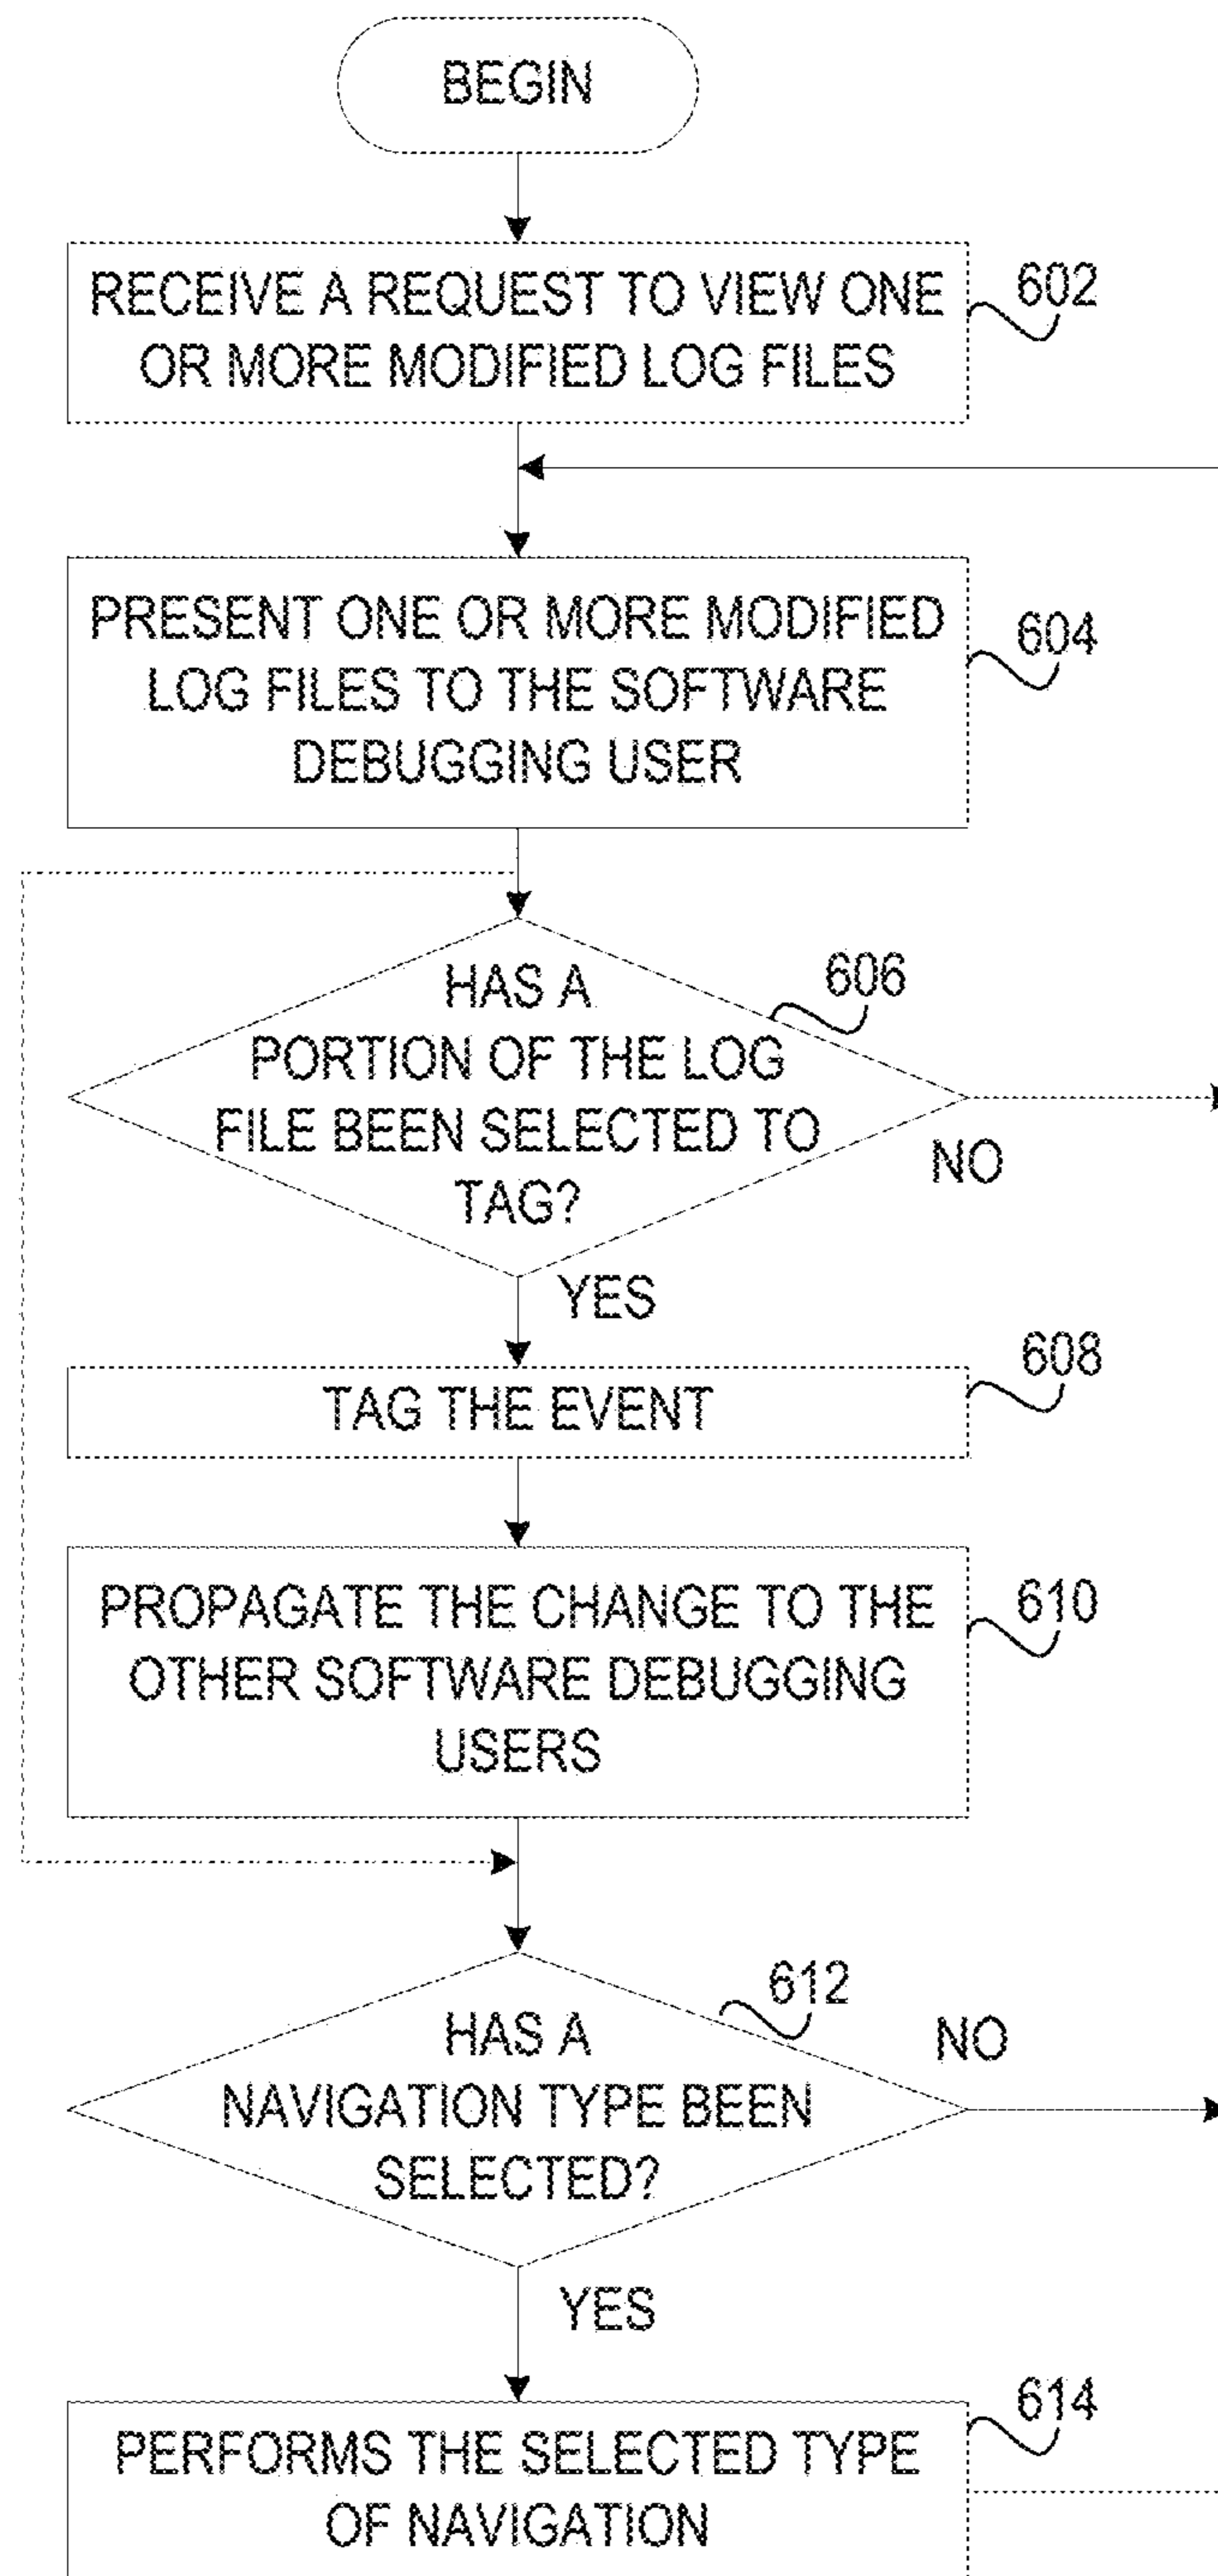 BEGIN
RECEIVE A REQUEST TO VIEW ONE
OR MORE MODIFIED LOG FILES
602
PRESENT ONE OR MORE MODIFIED
LOG FILES TO THE SOFTWARE
DEBUGGING USER
604
HAS A
PORTION OF THE LOG
FILE BEEN SELECTED TO
TAG?
606
NO
YES
TAG THE EVENT
608
PROPAGATE THE CHANGE TO THE
OTHER SOFTWARE DEBUGGING
USERS
610
HAS A
NAVIGATION TYPE BEEN
SELECTED?
612
NO
YES
PERFORMS THE SELECTED TYPE
OF NAVIGATION
614